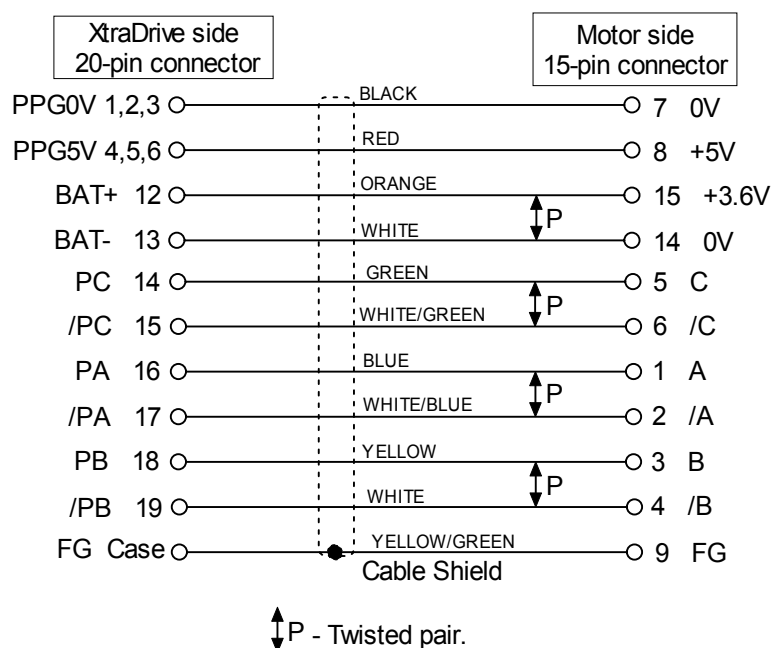 XtraDrive side
20-pin connector
Motor side
15-pin connector
PPG0V 1,2,3 BLACK 7 0V
PPG5V 4,5,6 RED 8 +5V
BAT+ 12 ORANGE 15 +3.6V
P
BAT- 13 WHITE 14 0V
PC 14 GREEN 5 C
P
/PC 15 WHITE/GREEN 6 /C
PA 16 BLUE 1 A
P
/PA 17 WHITE/BLUE 2 /A
PB 18 YELLOW 3 B
P
/PB 19 WHITE 4 /B
FG Case YELLOW/GREEN 9 FG
Cable Shield
P - Twisted pair.